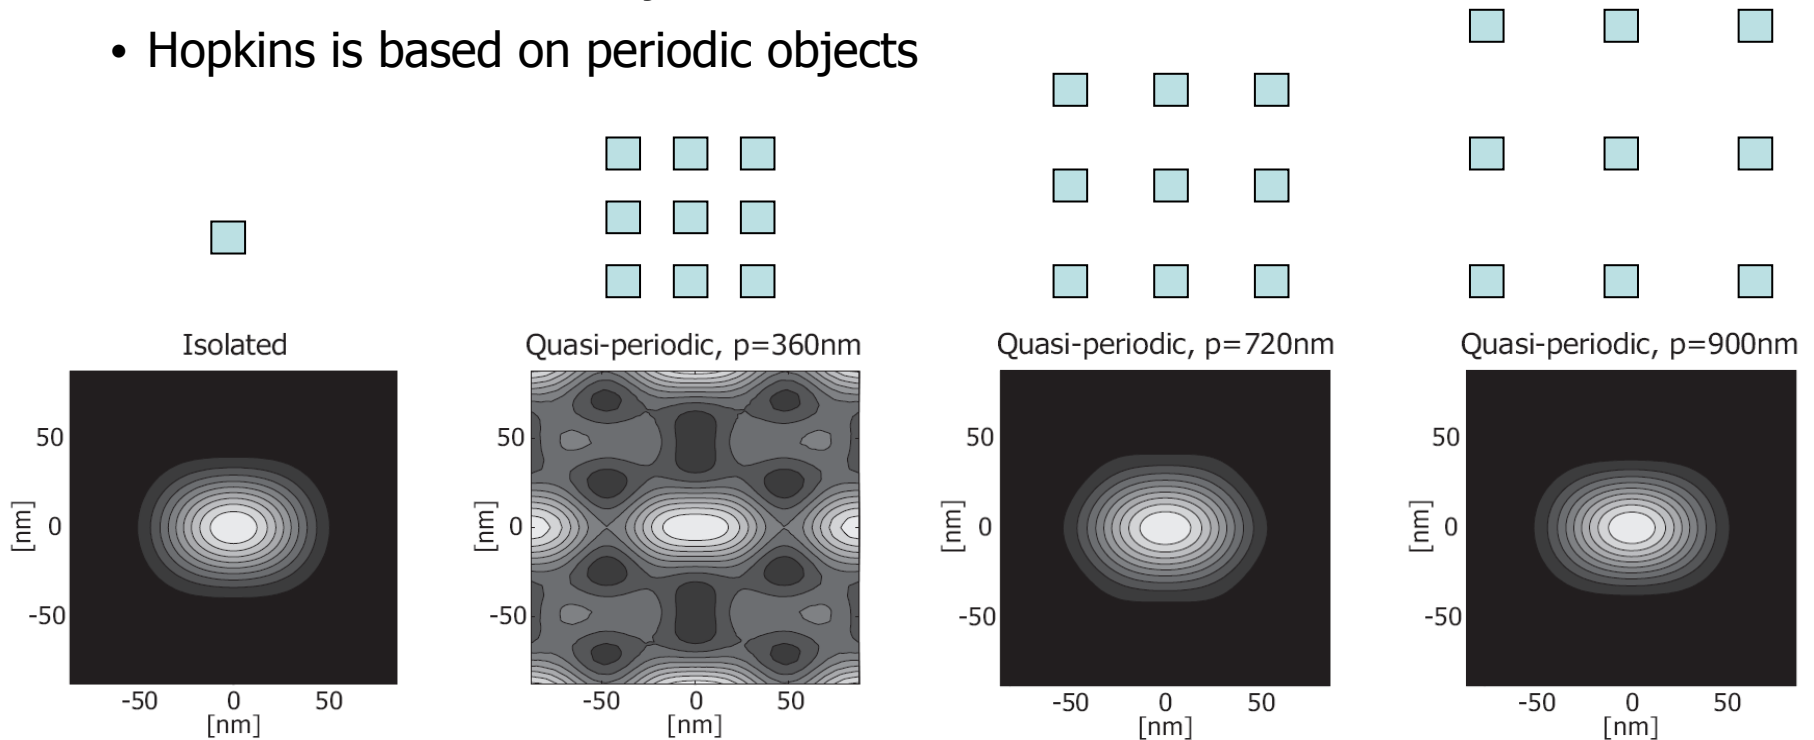 • Hopkins is based on periodic objects
Isolated
Quasi-periodic, p=360nm
Quasi-periodic, p=720nm
Quasi-periodic, p=900nm
50
0
-50
[nm]
-50 0 50
[nm]
50
0
-50
[nm]
-50 0 50
[nm]
50
0
-50
[nm]
-50 0 50
[nm]
50
0
-50
[nm]
-50 0 50
[nm]